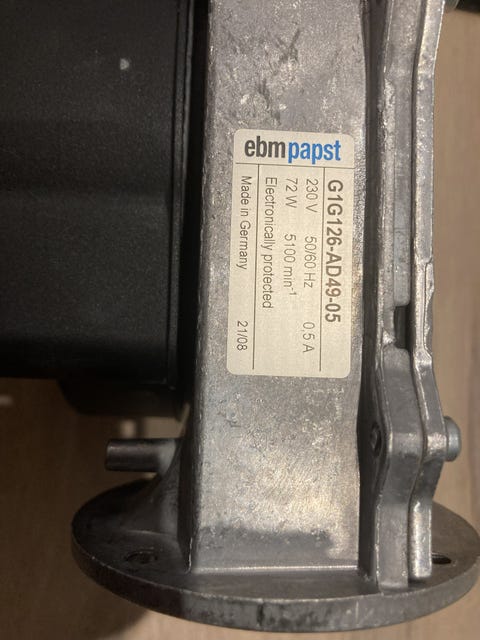 ebmpapst
G1G126-AD49-05
230 V 50/60 Hz 0,5 A
72 W 5100 min-1
Electronically protected
Made in Germany 21/08